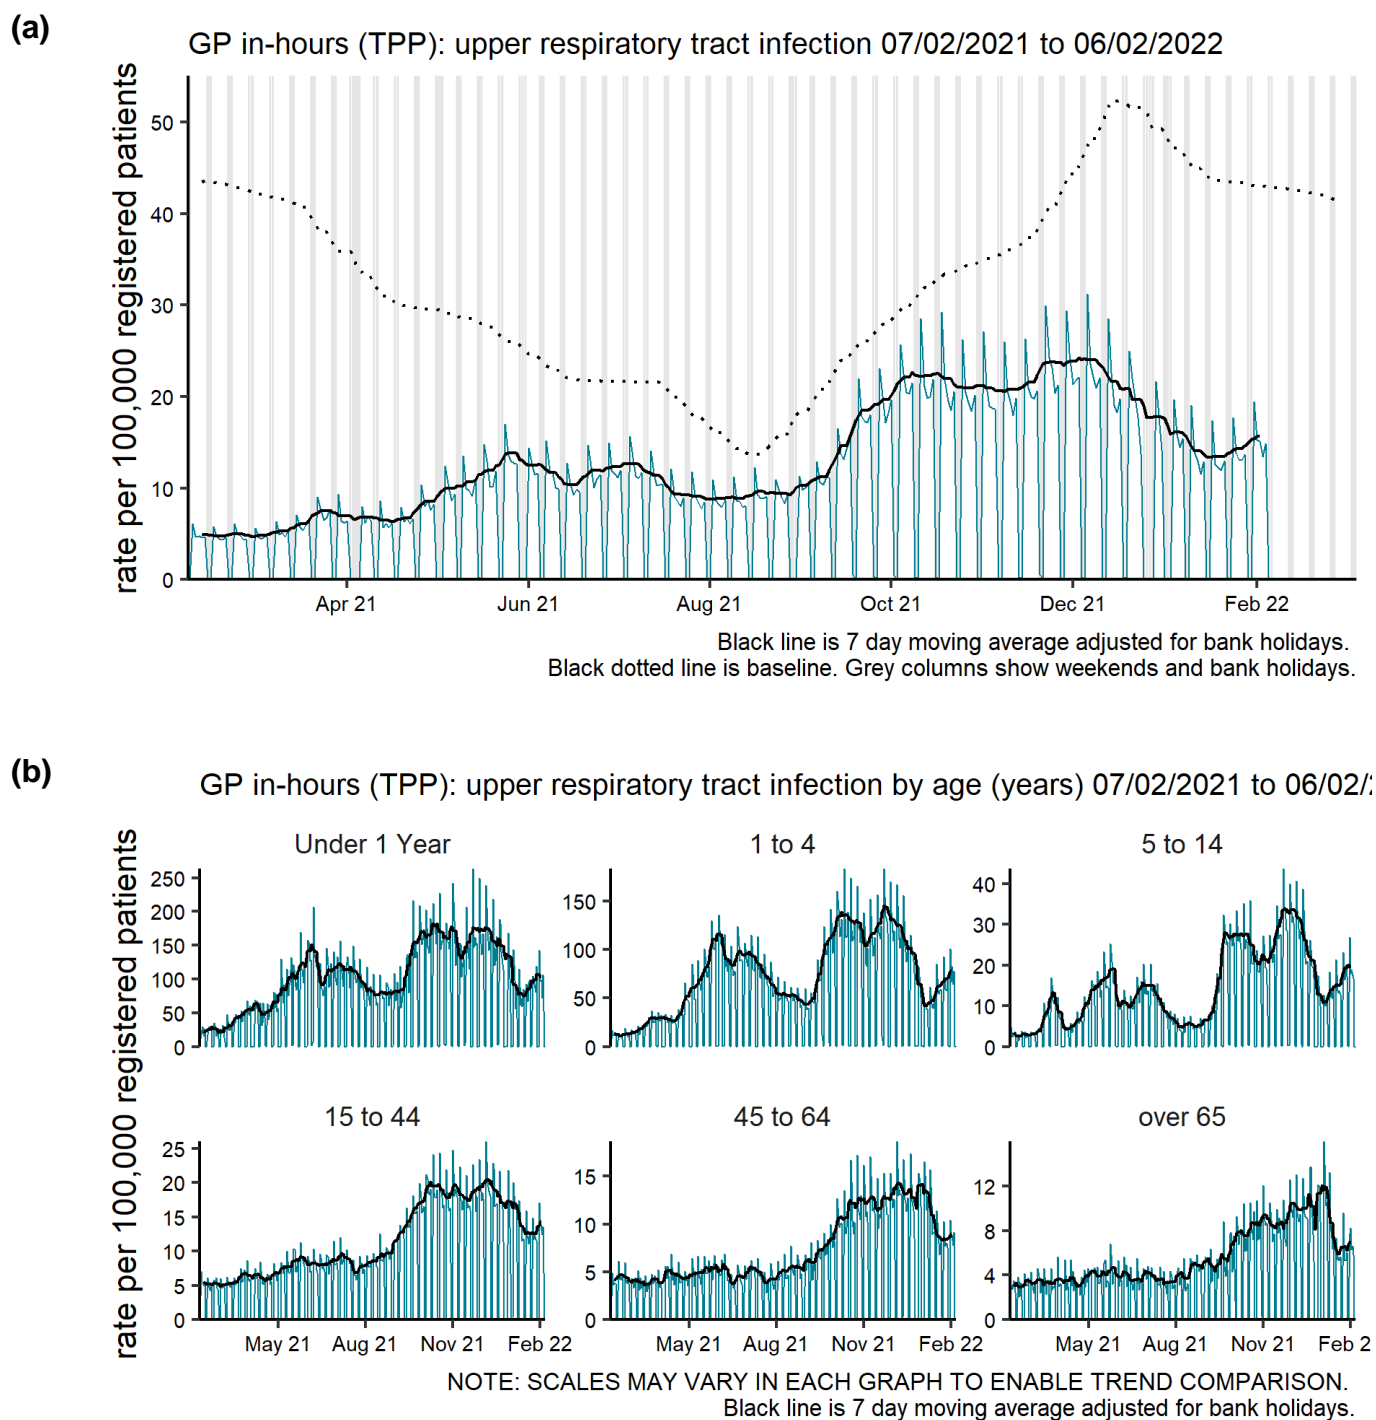 (a)
GP in-hours (TPP): upper respiratory tract infection 07/02/2021 to 06/02/2022
rate per 100,000 registered patients
50
40
30
20
10
0
Apr 21 Jun 21 Aug 21 Oct 21 Dec 21 Feb 22
Black line is 7 day moving average adjusted for bank holidays.
Black dotted line is baseline. Grey columns show weekends and bank holidays.
(b)
GP in-hours (TPP): upper respiratory tract infection by age (years) 07/02/2021 to 06/02/
rate per 100,000 registered patients
Under 1 Year
250
200
150
100
50
0
1 to 4
150
100
50
0
5 to 14
40
30
20
10
0
15 to 44
25
20
15
10
5
0
May 21 Aug 21 Nov 21 Feb 22
45 to 64
15
10
5
0
May 21 Aug 21 Nov 21 Feb 22
over 65
12
8
4
0
May 21 Aug 21 Nov 21 Feb 2
NOTE: SCALES MAY VARY IN EACH GRAPH TO ENABLE TREND COMPARISON.
Black line is 7 day moving average adjusted for bank holidays.